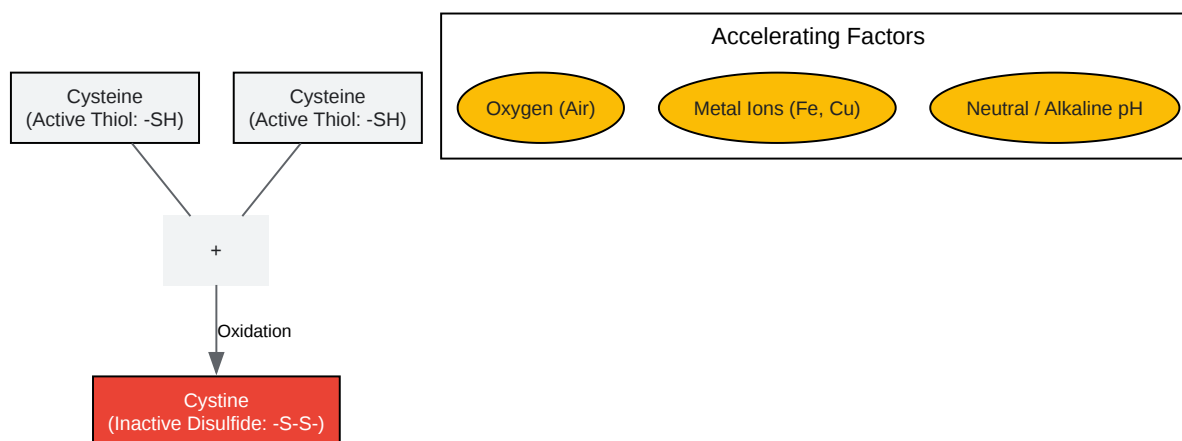 Accelerating Factors
Cysteine
(Active Thiol: -SH)
Cysteine
(Active Thiol: -SH)
Oxygen (Air)
Metal Ions (Fe, Cu)
Neutral / Alkaline pH
+
Oxidation
Cystine
(Inactive Disulfide: -S-S-)